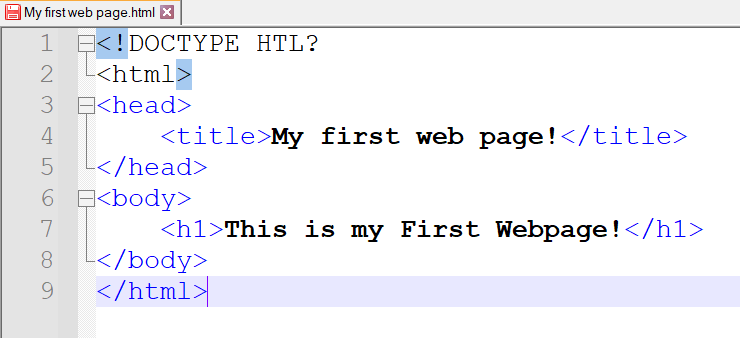 My first web page.html
1 <!DOCTYPE HTL?
2 <html>
3 <head>
4 <title>My first web page!</title>
5 </head>
6 <body>
7 <h1>This is my First Webpage!</h1>
8 </body>
9 </html>